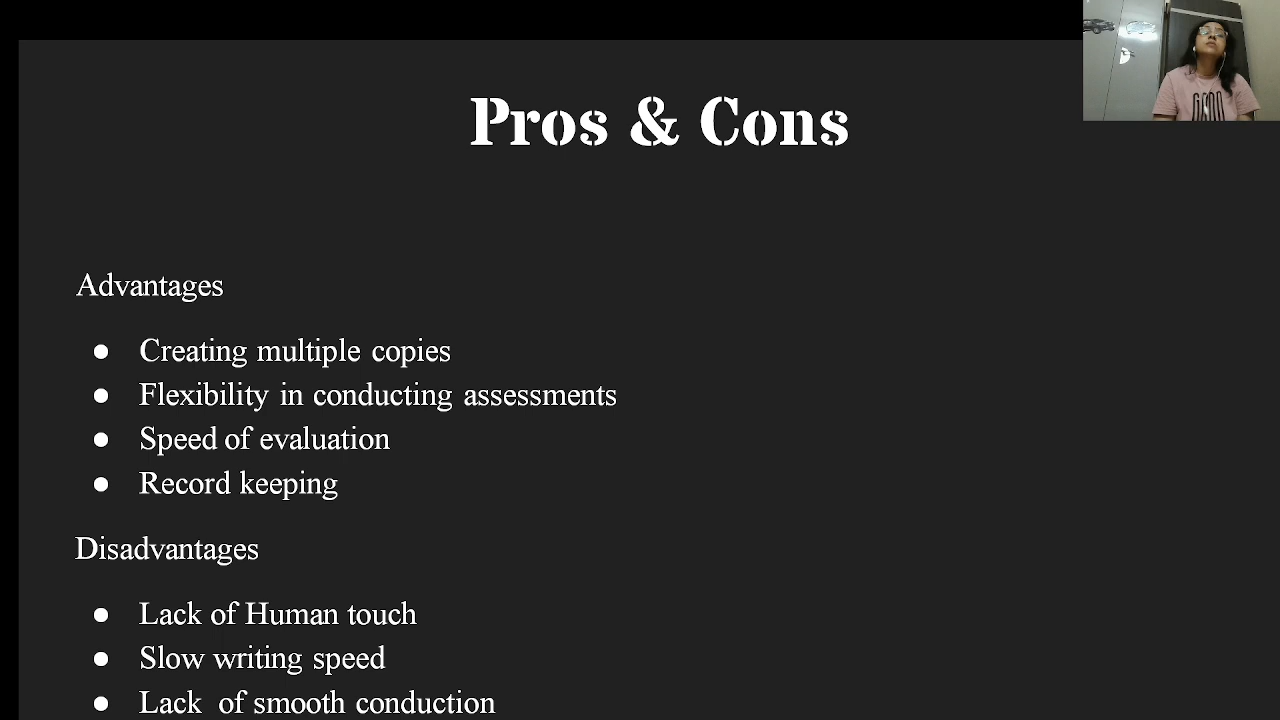 Pros & Cons
Advantages
● Creating multiple copies
● Flexibility in conducting assessments
● Speed of evaluation
● Record keeping
Disadvantages
● Lack of Human touch
● Slow writing speed
● Lack of smooth conduction